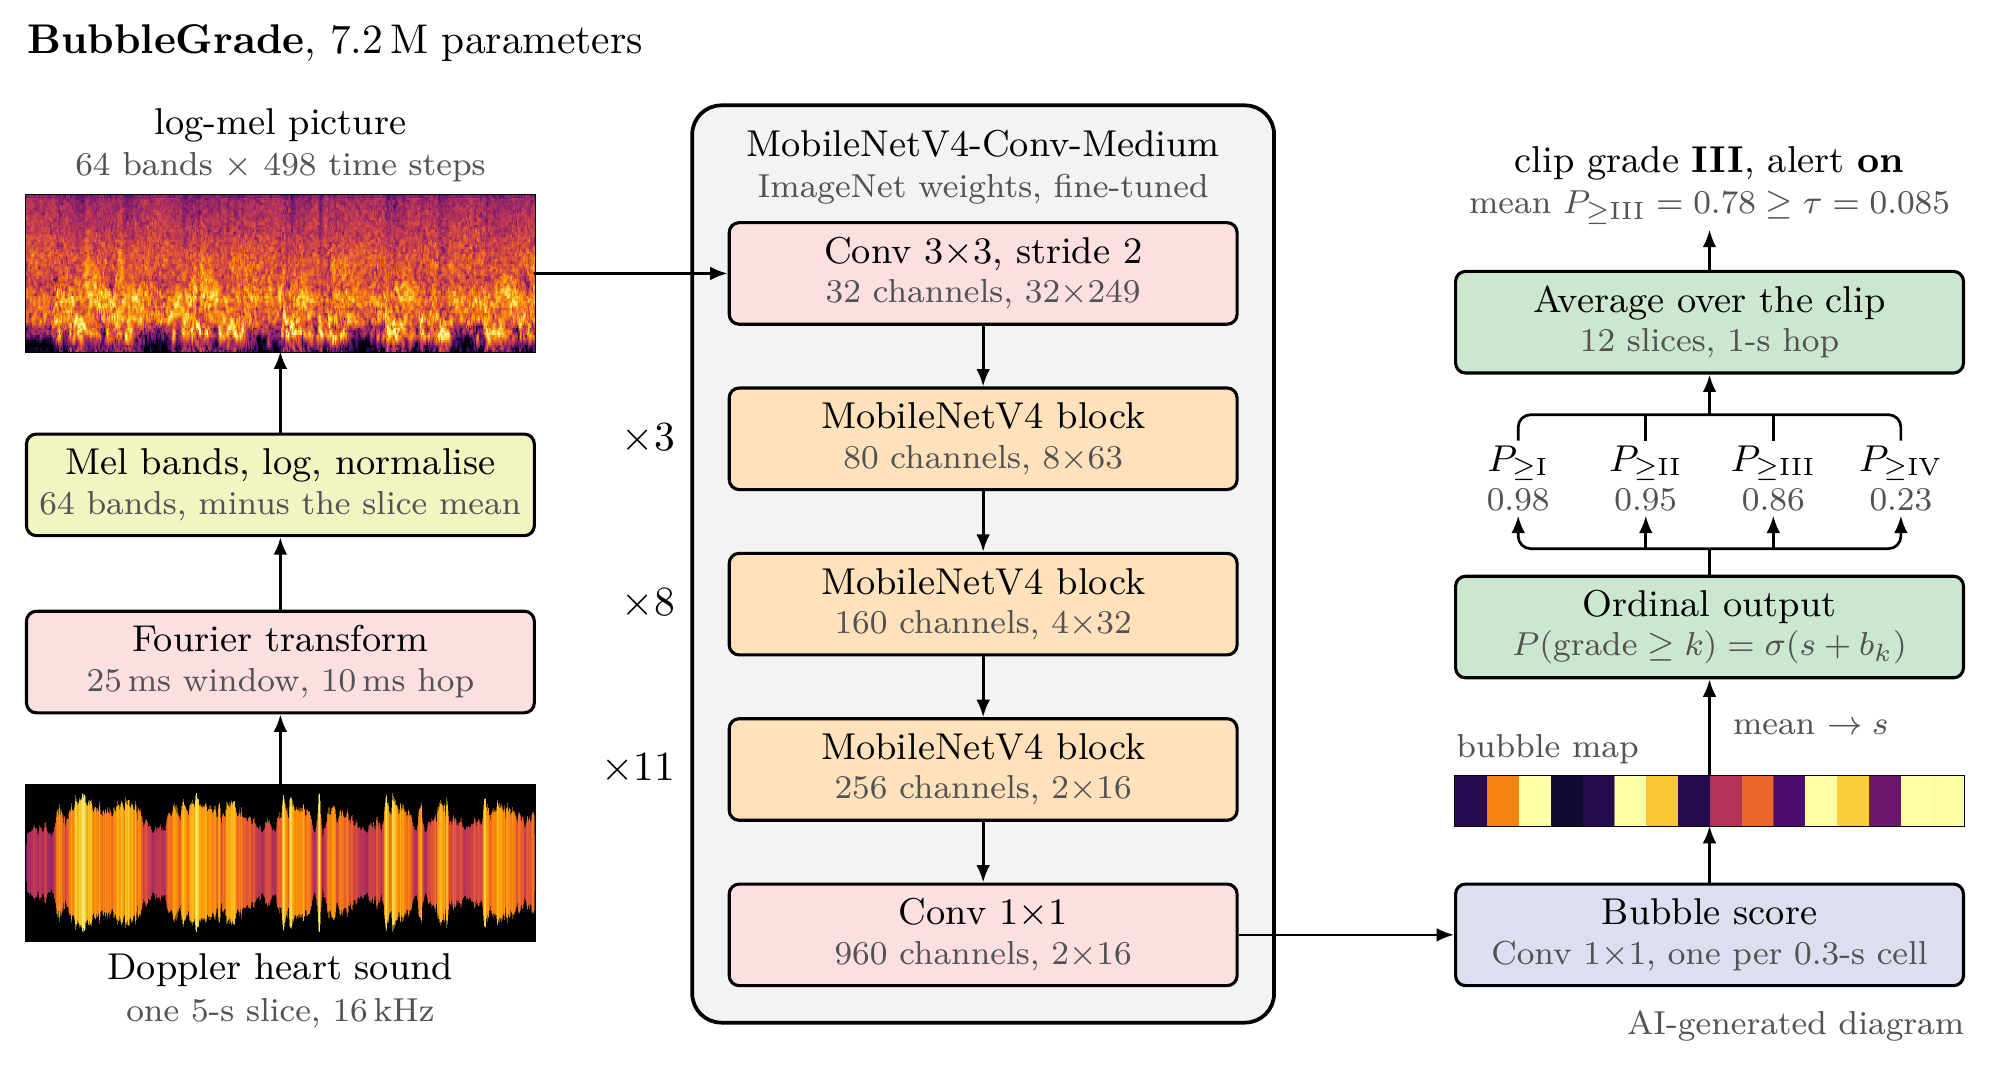 BubbleGrade, 7.2 M parameters
log-mel picture
64 bands × 498 time steps
Mel bands, log, normalise
64 bands, minus the slice mean
Fourier transform
25 ms window, 10 ms hop
Doppler heart sound
one 5-s slice, 16 kHz
MobileNetV4-Conv-Medium
ImageNet weights, fine-tuned
Conv 3×3, stride 2
32 channels, 32×249
×3
MobileNetV4 block
80 channels, 8×63
×8
MobileNetV4 block
160 channels, 4×32
×11
MobileNetV4 block
256 channels, 2×16
Conv 1×1
960 channels, 2×16
clip grade III, alert on
mean P≥III = 0.78 ≥ τ = 0.085
Average over the clip
12 slices, 1-s hop
P≥I P≥II P≥III P≥IV
0.98 0.95 0.86 0.23
Ordinal output
P(grade ≥ k) = σ(s + b_k)
mean → s
bubble map
Bubble score
Conv 1×1, one per 0.3-s cell
AI-generated diagram